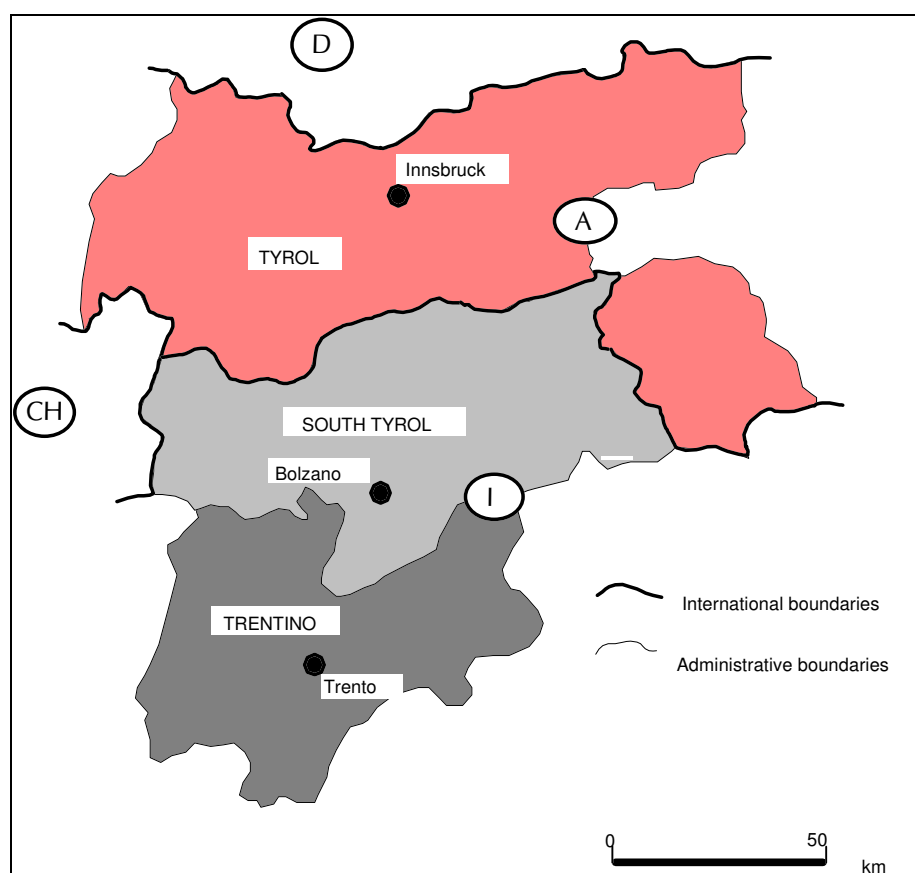 D
Innsbruck
A
TYROL
CH
SOUTH TYROL
Bolzano
I
International boundaries
TRENTINO
Administrative boundaries
Trento
0 50
km